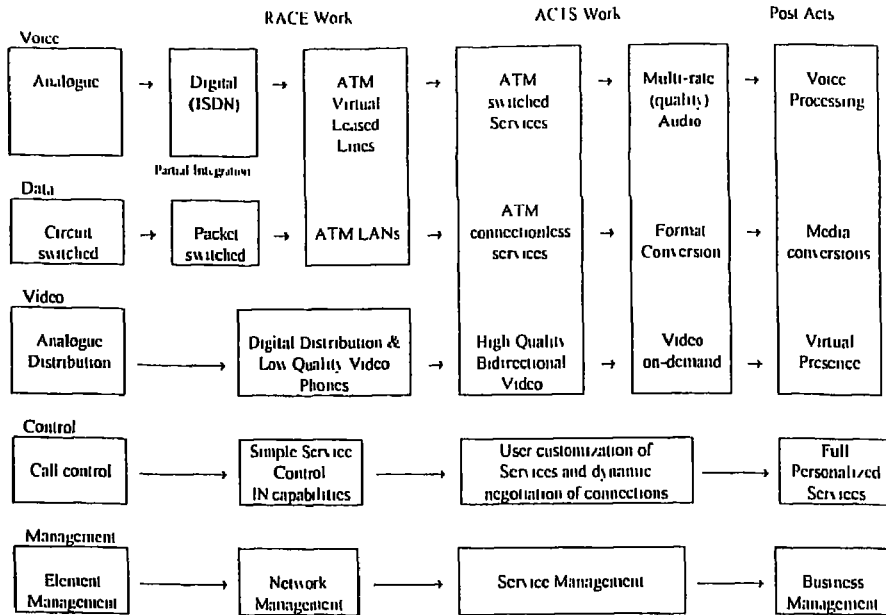 RACE Work
ACTS Work
Post Acts
Voice
Analogue
Digital
(ISDN)
ATM
Virtual
Leased
Lines
ATM
switched
Services
Multi-rate
(quality)
Audio
Voice
Processing
Partial Integration
Data
Circuit
switched
Packet
switched
ATM LANs
ATM
connectionless
services
Format
Conversion
Media
conversions
Video
Analogue
Distribution
Digital Distribution &
Low Quality Video
Phones
High Quality
Bidirectional
Video
Video
on-demand
Virtual
Presence
Control
Call control
Simple Service
Control
IN capabilities
User customization of
Services and dynamic
negotiation of connections
Full
Personalized
Services
Management
Element
Management
Network
Management
Service Management
Business
Management